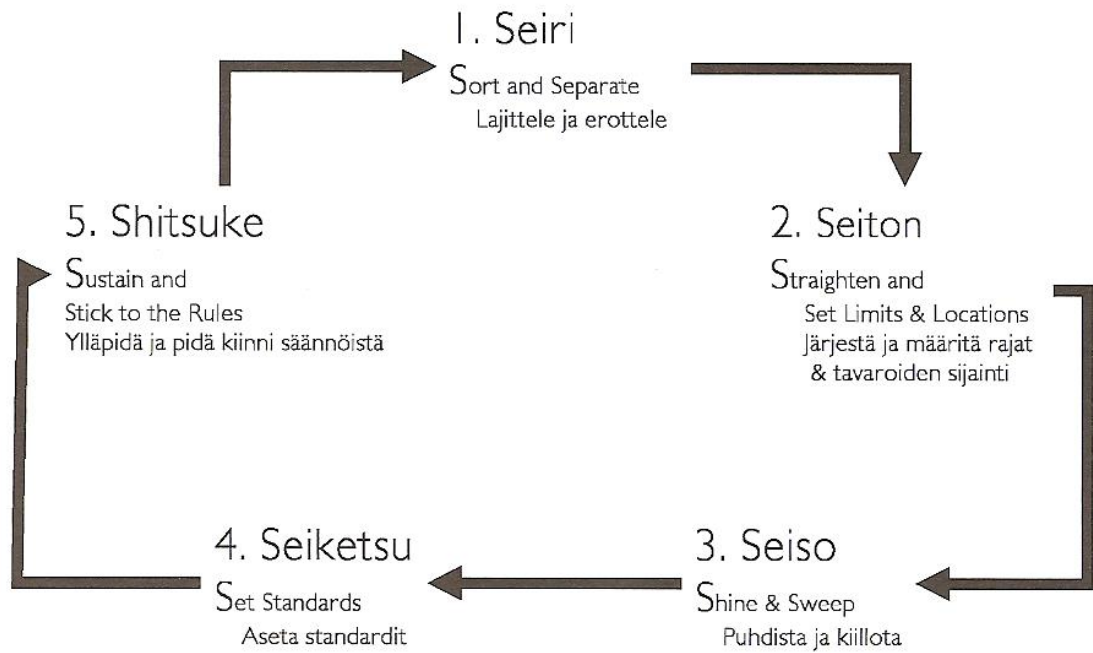 1. Seiri
Sort and Separate
Lajittele ja erottele
2. Seiton
Straighten and
Set Limits & Locations
Järjestä ja määritä rajat
& tavaroiden sijainti
3. Seiso
Shine & Sweep
Puhdista ja kiillota
4. Seiketsu
Set Standards
Aseta standardit
5. Shitsuke
Sustain and
Stick to the Rules
Ylläpidä ja pidä kiinni säännöistä